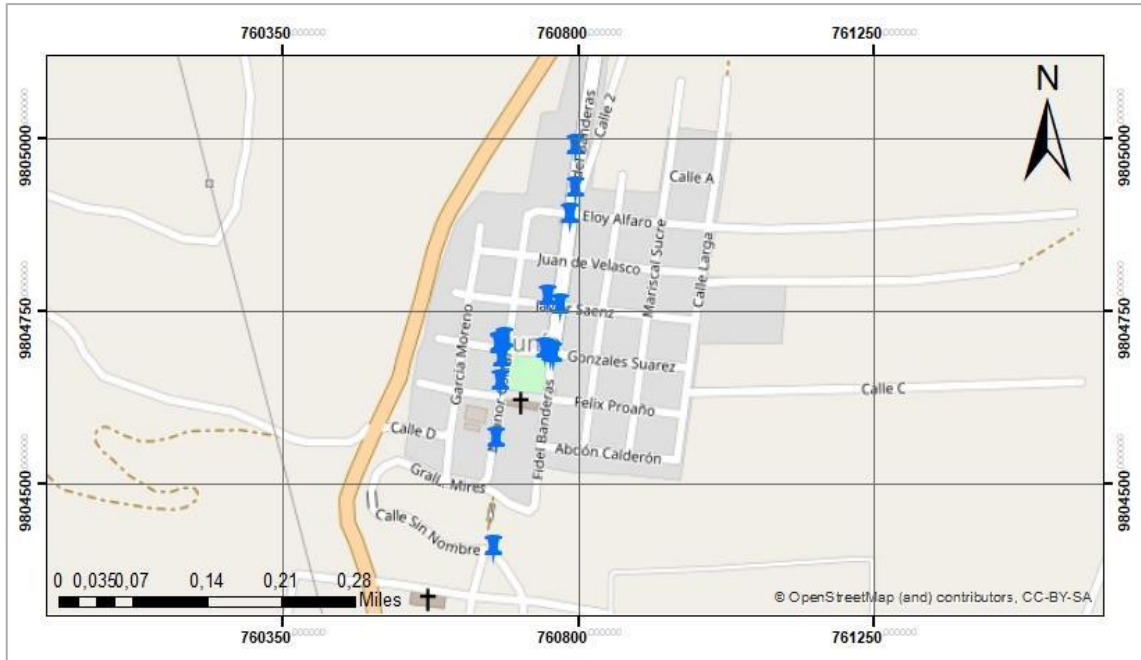 760350 760800 761250
N
9805000 9805000
9804750 9804750
9804500 9804500
Calle 2
Banderas
Calle A
Eloy Alfaro
Juan de Velasco
Mariscal Sucre
Calle Larga
Saenz
García Moreno
Gonzales Suarez
Felix Proaño
Fidel Banderas
Calle C
Calle D
Abdón Calderón
Grall.. Mires
Calle Sin Nombre
0 0,035 0,07 0,14 0,21 0,28
Miles
© OpenStreetMap (and) contributors, CC-BY-SA
760350 760800 761250